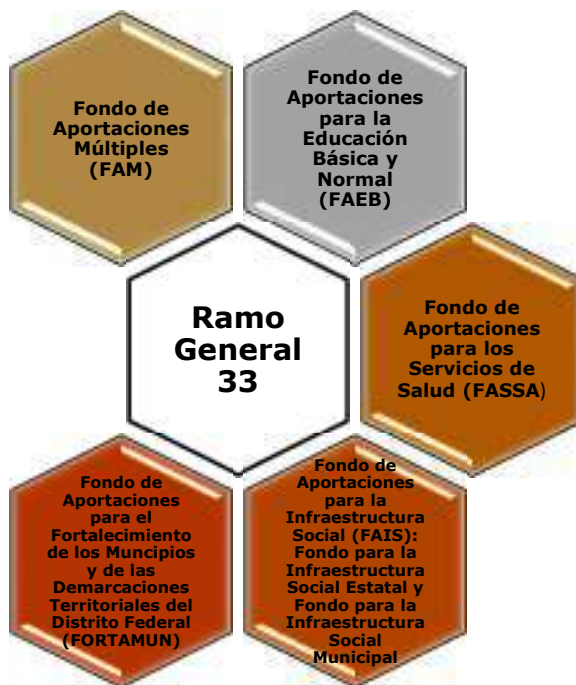 Fondo de
Aportaciones
Múltiples
(FAM)
Fondo de
Aportaciones
para la
Educación
Básica y
Normal
(FAEB)
Ramo
General
33
Fondo de
Aportaciones
para los
Servicios de
Salud (FASSA)
Fondo de
Aportaciones
para el
Fortalecimiento
de los Muncipios
y de las
Demarcaciones
Territoriales del
Distrito Federal
(FORTAMUN)
Fondo de
Aportaciones
para la
Infraestructura
Social (FAIS):
Fondo para la
Infraestructura
Social Estatal y
Fondo para la
Infraestructura
Social
Municipal